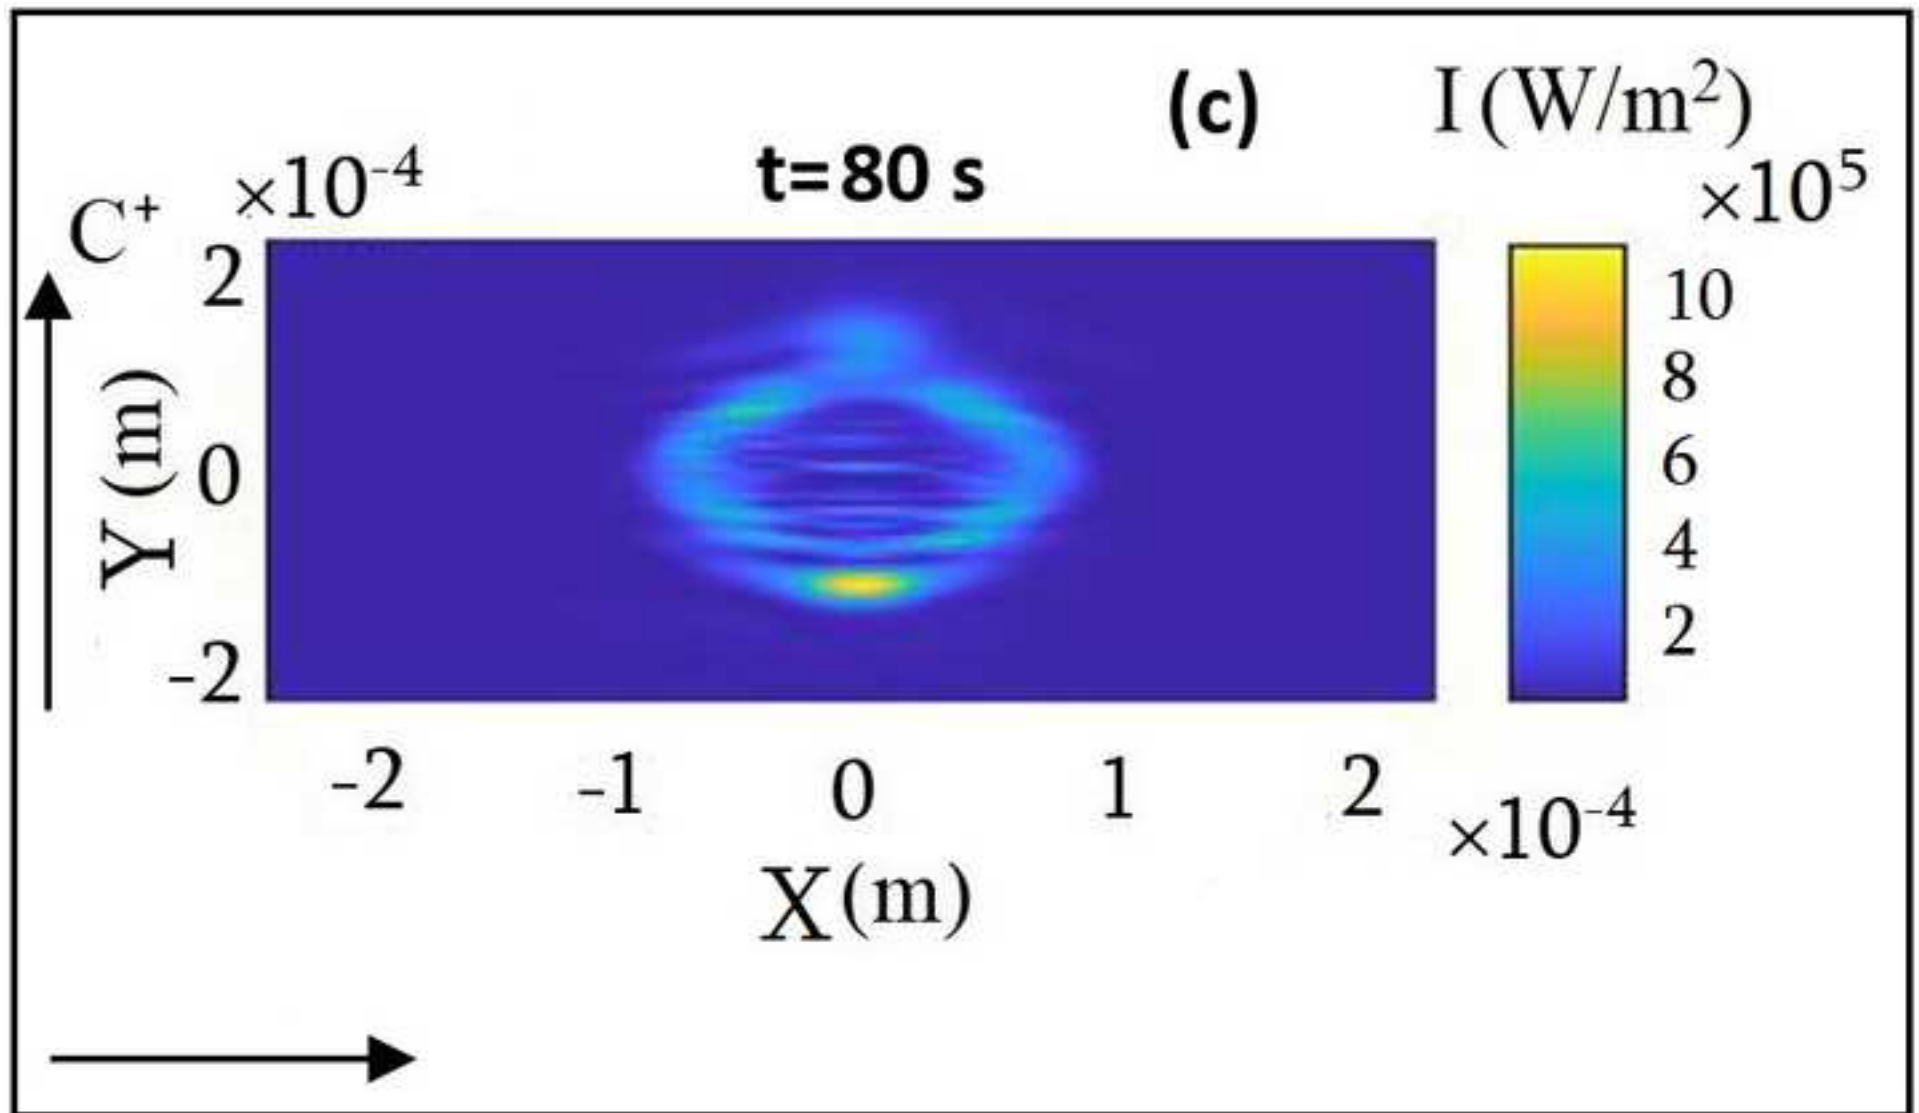 (c)
I (W/m²)
t=80 s
×10⁻⁴
×10⁵
C⁺
2
0
-2
Y (m)
10
8
6
4
2
-2 -1 0 1 2
×10⁻⁴
X (m)